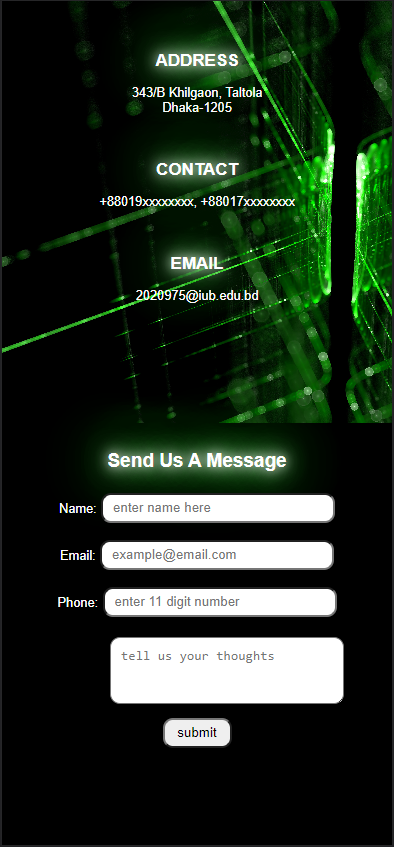 ADDRESS
343/B Khilgaon, Taltola
Dhaka-1205
CONTACT
+88019xxxxxxxx, +88017xxxxxxxx
EMAIL
2020975@iub.edu.bd
Send Us A Message
Name: enter name here
Email: example@email.com
Phone: enter 11 digit number
tell us your thoughts
submit